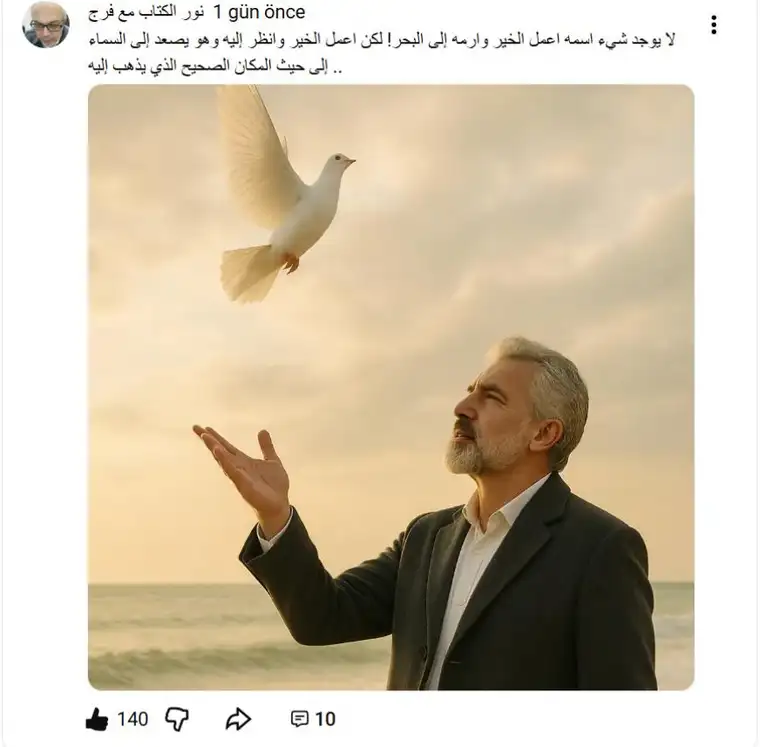 نور الكتاب مع فرج 1 gün önce
لا يوجد شيء اسمه اعمل الخير وارمه إلى البحر! لكن اعمل الخير وانظر إليه وهو يصعد إلى السماء
إلى حيث المكان الصحيح الذي يذهب إليه ..
140
10